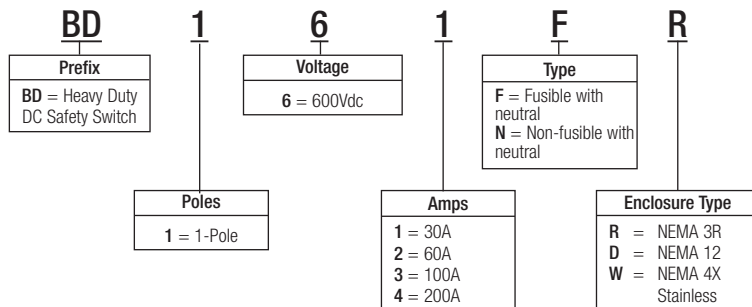 BD 1 6 1 F R
Prefix
BD = Heavy Duty
DC Safety Switch
Voltage
6 = 600Vdc
Type
F = Fusible with
neutral
N = Non-fusible with
neutral
Poles
1 = 1-Pole
Amps
1 = 30A
2 = 60A
3 = 100A
4 = 200A
Enclosure Type
R = NEMA 3R
D = NEMA 12
W = NEMA 4X
Stainless